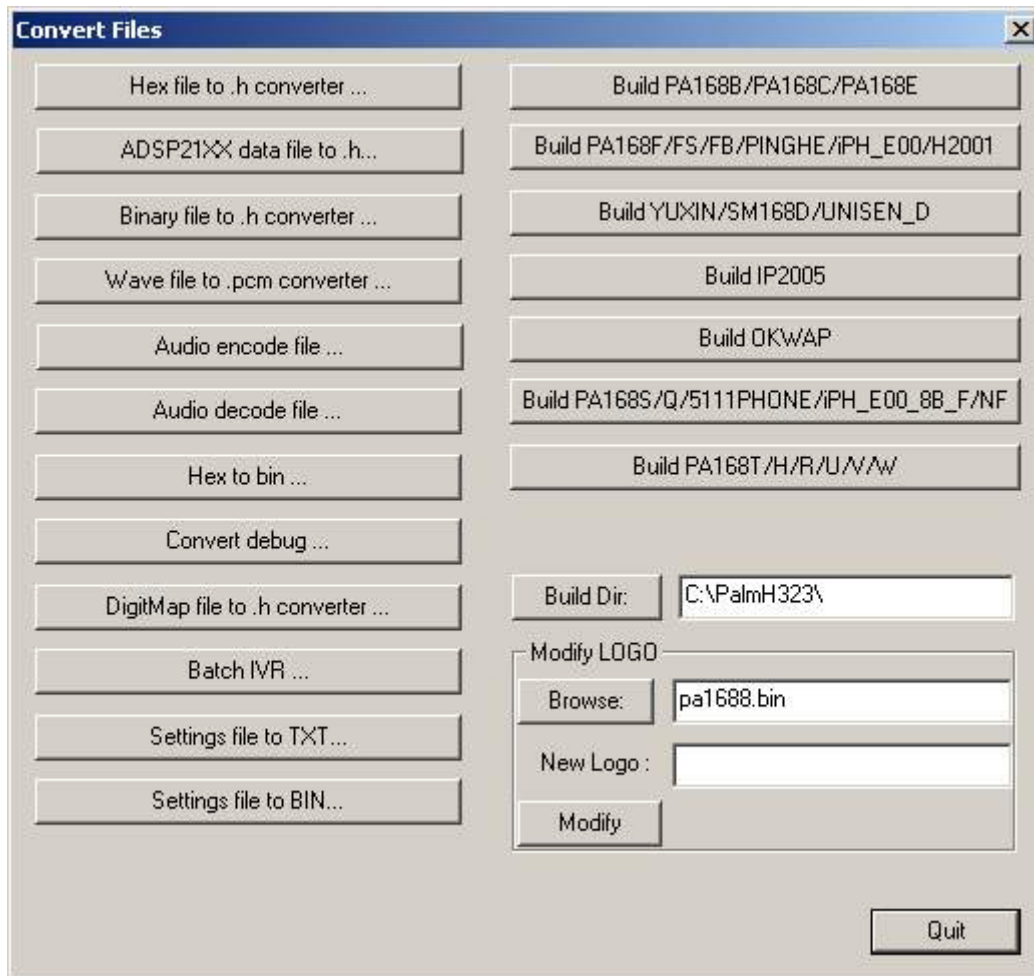 Convert Files
Hex file to .h converter ...
ADSP21XX data file to .h...
Binary file to .h converter ...
Wave file to .pcm converter ...
Audio encode file ...
Audio decode file ...
Hex to bin ...
Convert debug ...
DigitMap file to .h converter ...
Batch IVR ...
Settings file to TXT...
Settings file to BIN...
Build PA168B/PA168C/PA168E
Build PA168F/FS/FB/PINGHE/iPH_E00/H2001
Build YUXIN/SM168D/UNISEN_D
Build IP2005
Build OKWAP
Build PA168S/Q/5111PHONE/iPH_E00_8B_F/NF
Build PA168T/H/R/U/V/W
Build Dir: C:\PalmH323\
Modify LOGO
Browse: pa1688.bin
New Logo :
Modify
Quit